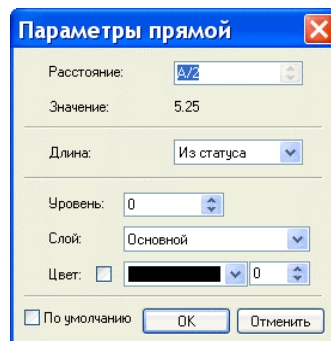 Параметры прямой
Расстояние: A/2
Значение: 5.25
Длина: Из статуса
Уровень: 0
Слой: Основной
Цвет: 0
По умолчанию OK Отменить